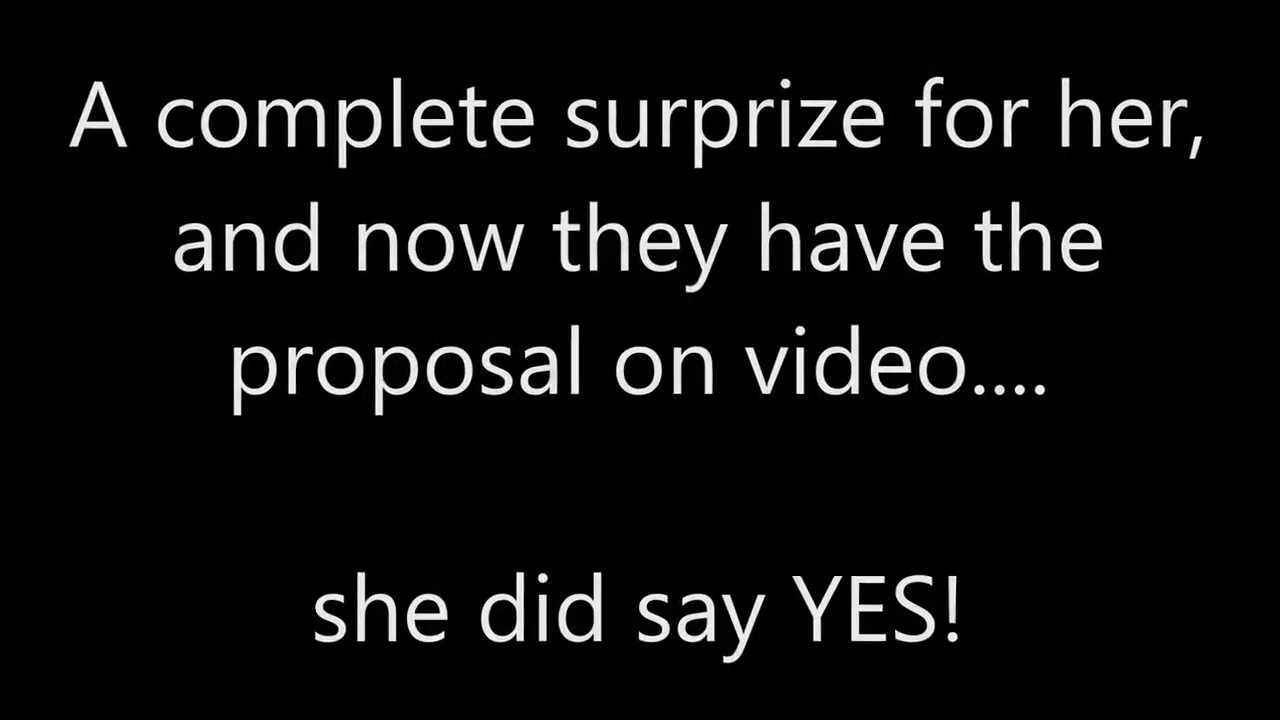 A complete surprize for her,
and now they have the
proposal on video....
she did say YES!